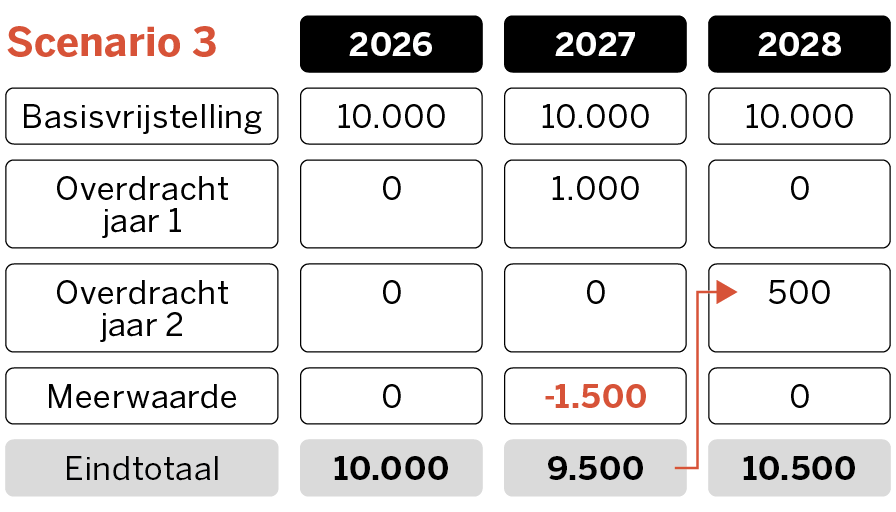 Scenario 3 2026 2027 2028
Basisvrijstelling 10.000 10.000 10.000
Overdracht 0 1.000 0
jaar 1
Overdracht 0 0 500
jaar 2
Meerwaarde 0 -1.500 0
Eindtotaal 10.000 9.500 10.500